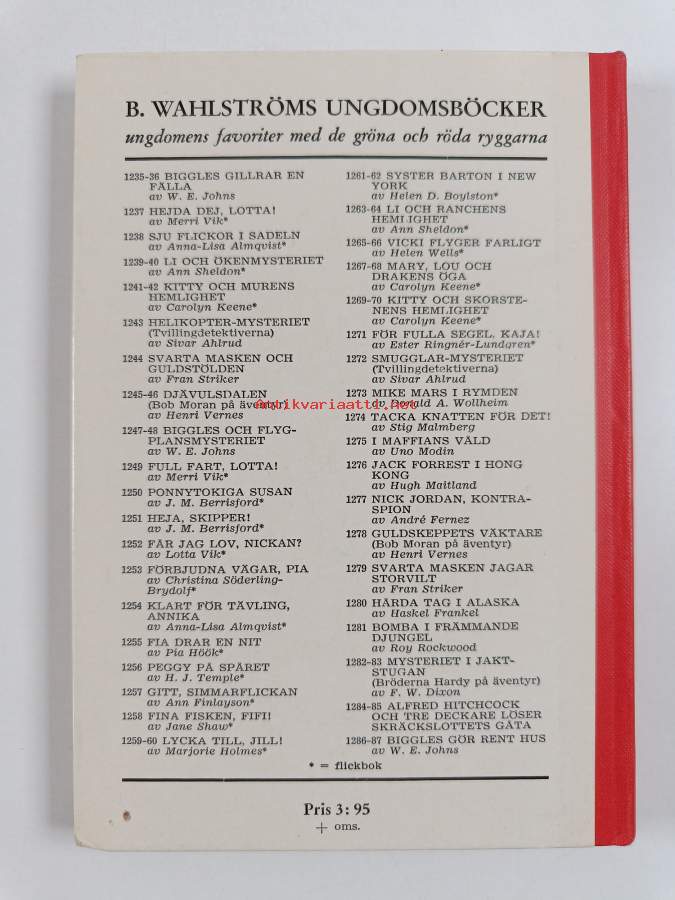 B. WAHLSTRÖMS UNGDOMSBÖCKER
ungdomens favoriter med de gröna och röda ryggarna
1235-36 BIGGLES GILLRAR EN
FÄLLA
av W. E. Johns
1237 HEJDA DEJ, LOTTA!
av Merri Vik*
1238 SJU FLICKOR I SADELN
av Anna-Lisa Almqvist*
1239-40 LI OCH ÖKENMYSTERIET
av Ann Sheldon*
1241-42 KITTY OCH MURENS
HEMLIGHET
av Carolyn Keene*
1243 HELIKOPTER-MYSTERIET
(Tvillingdetektiverna)
av Sivar Ahlrud
1244 SVARTA MASKEN OCH
GULDSTÖLDEN
av Fran Striker
1245-46 DJÄVULSDALEN
(Bob Moran på äventyr)
av Henri Vernes
1247-48 BIGGLES OCH FLYG-
PLANSMYSTERIET
av W. E. Johns
1249 FULL FART, LOTTA!
av Merri Vik*
1250 PONNYTOKIGA SUSAN
av J. M. Berrisford*
1251 HEJA, SKIPPER!
av J. M. Berrisford*
1252 FÅR JAG LOV, NICKAN?
av Lotta Vik*
1253 FÖRBJUDNA VÄGAR, PIA
av Christina Söderling-
Brydolf*
1254 KLART FÖR TÄVLING,
ANNIKA
av Anna-Lisa Almqvist*
1255 FIA DRAR EN NIT
av Pia Höök*
1256 PEGGY PÅ SPÅRET
av H. J. Temple*
1257 GITT, SIMMARFLICKAN
av Ann Finlayson*
1258 FINA FISKEN, FIFI!
av Jane Shaw*
1259-60 LYCKA TILL, JILL!
av Marjorie Holmes*
1261-62 SYSTER BARTON I NEW
YORK
av Helen D. Boylston*
1263-64 LI OCH RANCHENS
HEMLIGHET
av Ann Sheldon*
1265-66 VICKI FLYGER FARLIGT
av Helen Wells*
1267-68 MARY, LOU OCH
DRAKENS ÖGA
av Carolyn Keene*
1269-70 KITTY OCH SKORSTE-
NENS HEMLIGHET
av Carolyn Keene*
1271 FÖR FULLA SEGEL, KAJA!
av Ester Ringnér-Lundgren*
1272 SMUGGLAR-MYSTERIET
(Tvillingdetektiverna)
av Sivar Ahlrud
1273 MIKE MARS I RYMDEN
av Donald A. Wollheim
1274 TACKA KNATTEN FÖR DET!
av Stig Malmberg
1275 I MAFFIANS VÅLD
av Uno Modin
1276 JACK FORREST I HONG
KONG
av Hugh Maitland
1277 NICK JORDAN, KONTRA-
SPION
av André Fernez
1278 GULDSKEPPETS VÄKTARE
(Bob Moran på äventyr)
av Henri Vernes
1279 SVARTA MASKEN JAGAR
STORVILT
av Fran Striker
1280 HÅRDA TAG I ALASKA
av Haskel Frankel
1281 BOMBA I FRÄMMANDE
DJUNGEL
av Roy Rockwood
1282-83 MYSTERIET I JAKT-
STUGAN
(Bröderna Hardy på äventyr)
av F. W. Dixon
1284-85 ALFRED HITCHCOCK
OCH TRE DECKARE LÖSER
SKRÄCKSLOTTETS GÅTA
1286-87 BIGGLES GÖR RENT HUS
av W. E. Johns
* = flickbok
Pris 3:95
+ oms.
antikvariaatti.net